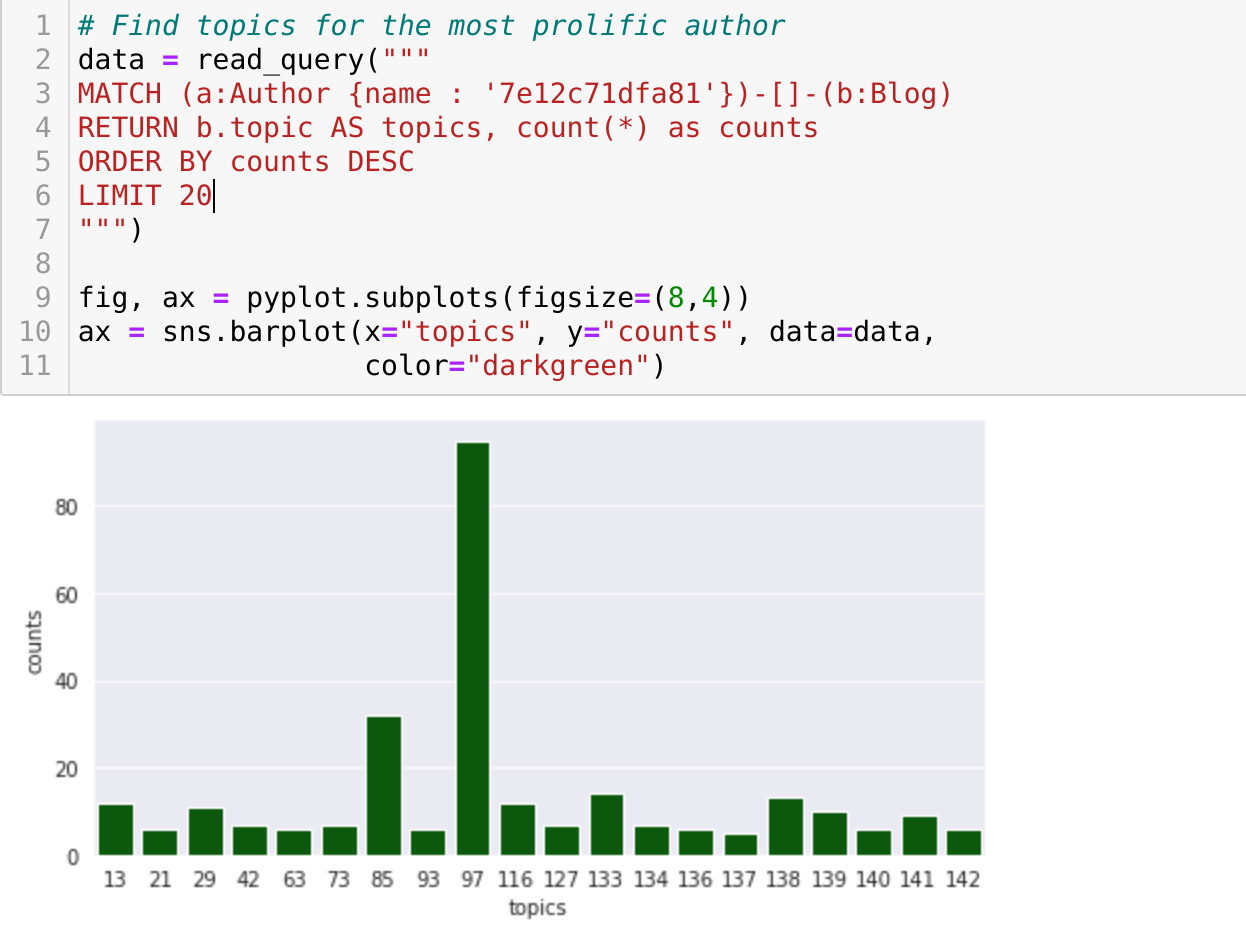 1 # Find topics for the most prolific author
2 data = read_query("""
3 MATCH (a:Author {name : '7e12c71dfa81'})-[]-(b:Blog)
4 RETURN b.topic AS topics, count(*) as counts
5 ORDER BY counts DESC
6 LIMIT 20
7 """)
8
9 fig, ax = pyplot.subplots(figsize=(8,4))
10 ax = sns.barplot(x="topics", y="counts", data=data,
11 color="darkgreen")
80
60
counts
40
20
0
13 21 29 42 63 73 85 93 97 116 127 133 134 136 137 138 139 140 141 142
topics